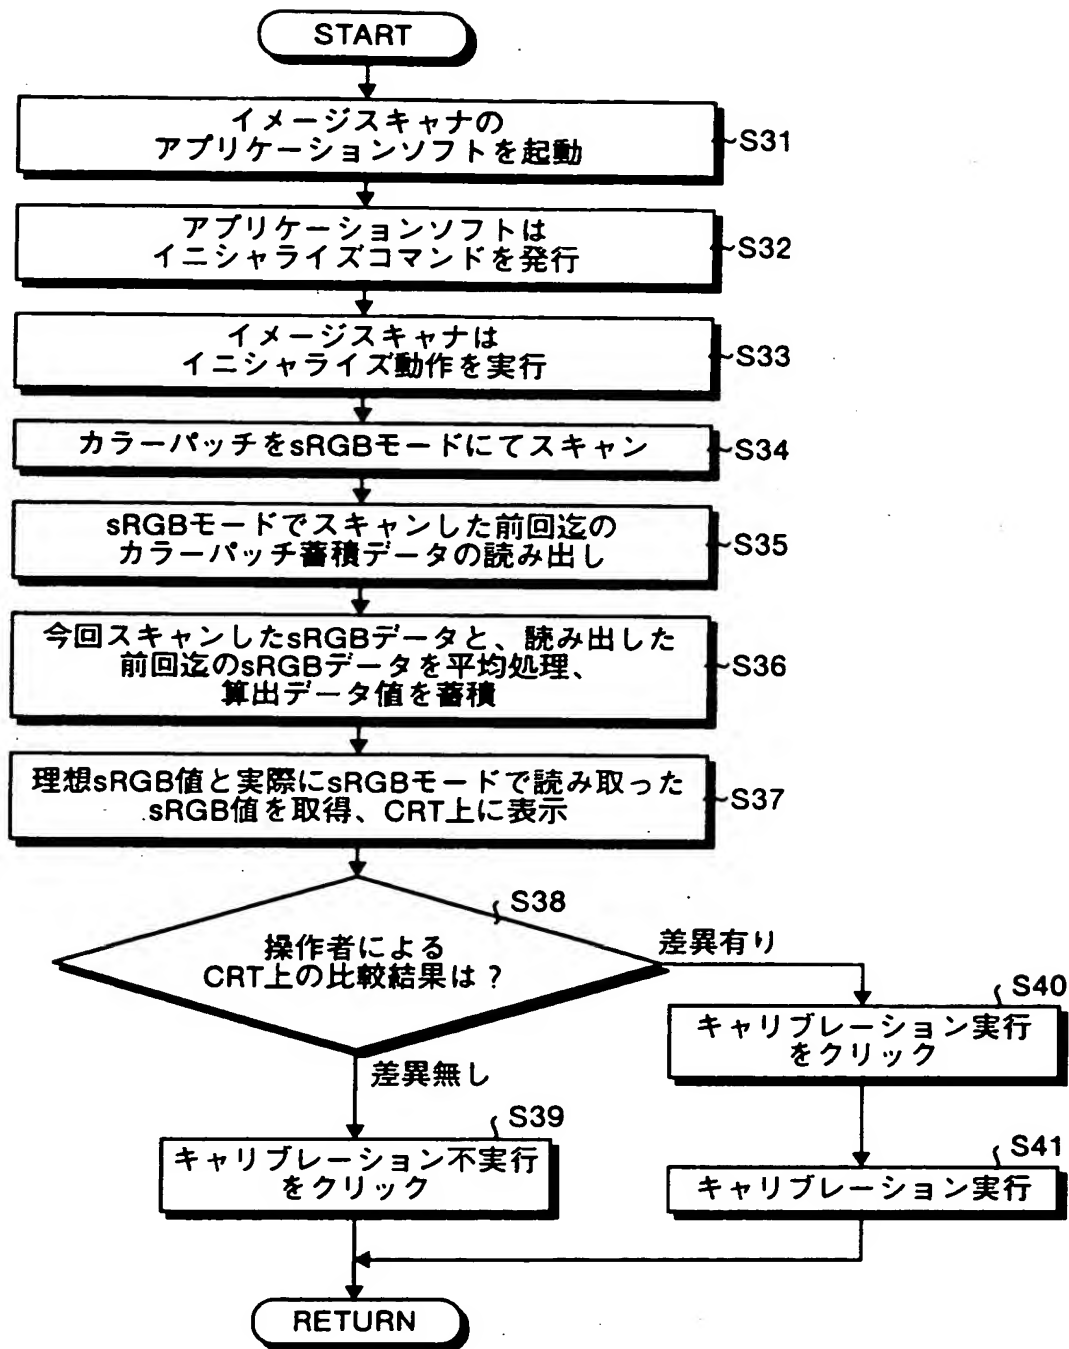 START
イメージスキャナの
アプリケーションソフトを起動
S31
アプリケーションソフトは
イニシャライズコマンドを発行
S32
イメージスキャナは
イニシャライズ動作を実行
S33
カラーパッチをsRGBモードにてスキャン
S34
sRGBモードでスキャンした前回迄の
カラーパッチ蓄積データの読み出し
S35
今回スキャンしたsRGBデータと、読み出した
前回迄のsRGBデータを平均処理、
算出データ値を蓄積
S36
理想sRGB値と実際にsRGBモードで読み取った
sRGB値を取得、CRT上に表示
S37
S38
操作者による
CRT上の比較結果は?
差異有り
S40
キャリブレーション実行
をクリック
差異無し
S39
キャリブレーション不実行
をクリック
S41
キャリブレーション実行
RETURN